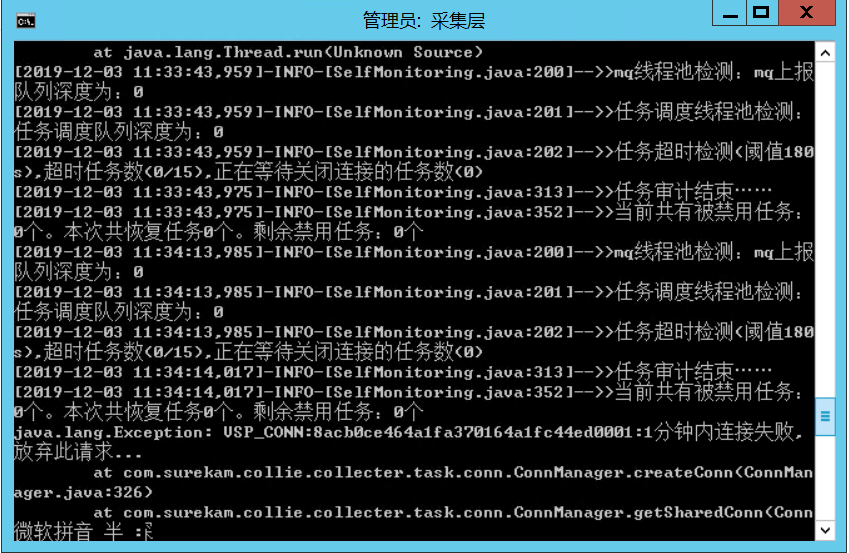 管理员: 采集层
at java.lang.Thread.run(Unknown Source)
[2019-12-03 11:33:43,959]-INFO-[SelfMonitoring.java:200]-->>mq线程池检测：mq上报
队列深度为：0
[2019-12-03 11:33:43,959]-INFO-[SelfMonitoring.java:201]-->>任务调度线程池检测：
任务调度队列深度为：0
[2019-12-03 11:33:43,959]-INFO-[SelfMonitoring.java:202]-->>任务超时检测(阈值180
s),超时任务数(0/15),正在等待关闭连接的任务数(0)
[2019-12-03 11:33:43,975]-INFO-[SelfMonitoring.java:313]-->>任务审计结束……
[2019-12-03 11:33:43,975]-INFO-[SelfMonitoring.java:352]-->>当前共有被禁用任务：
0个。本次共恢复任务0个。剩余禁用任务：0个
[2019-12-03 11:34:13,985]-INFO-[SelfMonitoring.java:200]-->>mq线程池检测：mq上报
队列深度为：0
[2019-12-03 11:34:13,985]-INFO-[SelfMonitoring.java:201]-->>任务调度线程池检测：
任务调度队列深度为：0
[2019-12-03 11:34:13,985]-INFO-[SelfMonitoring.java:202]-->>任务超时检测(阈值180
s),超时任务数(0/15),正在等待关闭连接的任务数(0)
[2019-12-03 11:34:14,017]-INFO-[SelfMonitoring.java:313]-->>任务审计结束……
[2019-12-03 11:34:14,017]-INFO-[SelfMonitoring.java:352]-->>当前共有被禁用任务：
0个。本次共恢复任务0个。剩余禁用任务：0个
java.lang.Exception: VSP_CONN:8acb0ce464a1fa370164a1fc44ed0001:1分钟内连接失败,
放弃此请求...
at com.surekam.collie.collecter.task.conn.ConnManager.createConn(ConnMan
ager.java:326)
at com.surekam.collie.collecter.task.conn.ConnManager.getSharedConn(Conn
微软拼音 半 :